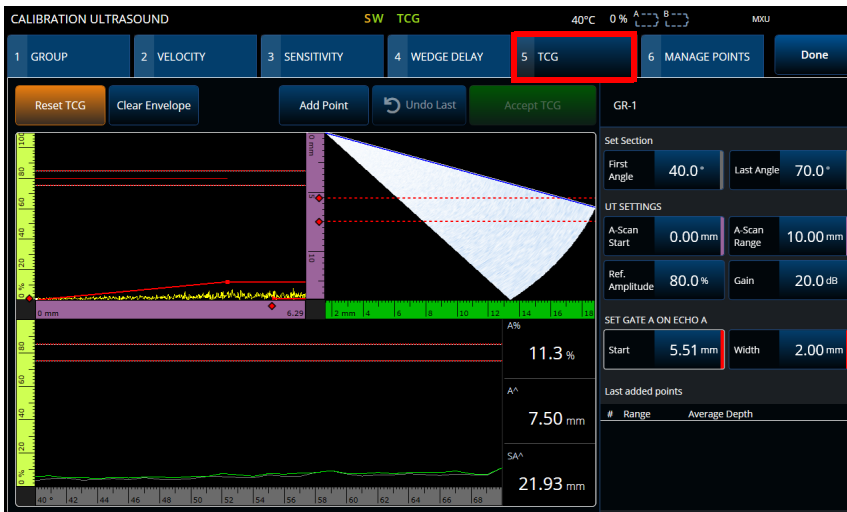 CALIBRATION ULTRASOUND SW TCG 40°C 0 % A B MXU
1 GROUP 2 VELOCITY 3 SENSITIVITY 4 WEDGE DELAY 5 TCG 6 MANAGE POINTS Done
Reset TCG Clear Envelope Add Point Undo Last Accept TCG GR-1
Set Section
First Angle 40.0° Last Angle 70.0°
UT SETTINGS
A-Scan Start 0.00 mm A-Scan Range 10.00 mm
Ref. Amplitude 80.0 % Gain 20.0 dB
SET GATE A ON ECHO A
Start 5.51 mm Width 2.00 mm
Last added points
# Range Average Depth
100
80
60
40
20
0 %
0 mm
5
10
0 mm 6.29
2 mm 4 6 8 10 12 14 16 18
80
60
40
20
0 %
40 ° 42 44 46 48 50 52 54 56 58 60 62 64 66 68
A%
11.3 %
A^
7.50 mm
SA^
21.93 mm